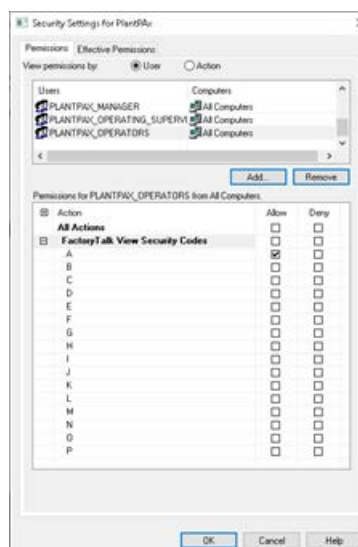 Security Settings for PlantPAx
Permissions Effective Permissions
View permissions by: User Action
Users Computers
PLANTPAX_MANAGER All Computers
PLANTPAX_OPERATING_SUPERVI All Computers
PLANTPAX_OPERATORS All Computers
Add... Remove
Permissions for PLANTPAX_OPERATORS from All Computers.
Action Allow Deny
All Actions
FactoryTalk View Security Codes
A
B
C
D
E
F
G
H
I
J
K
L
M
N
O
P
OK Cancel Help